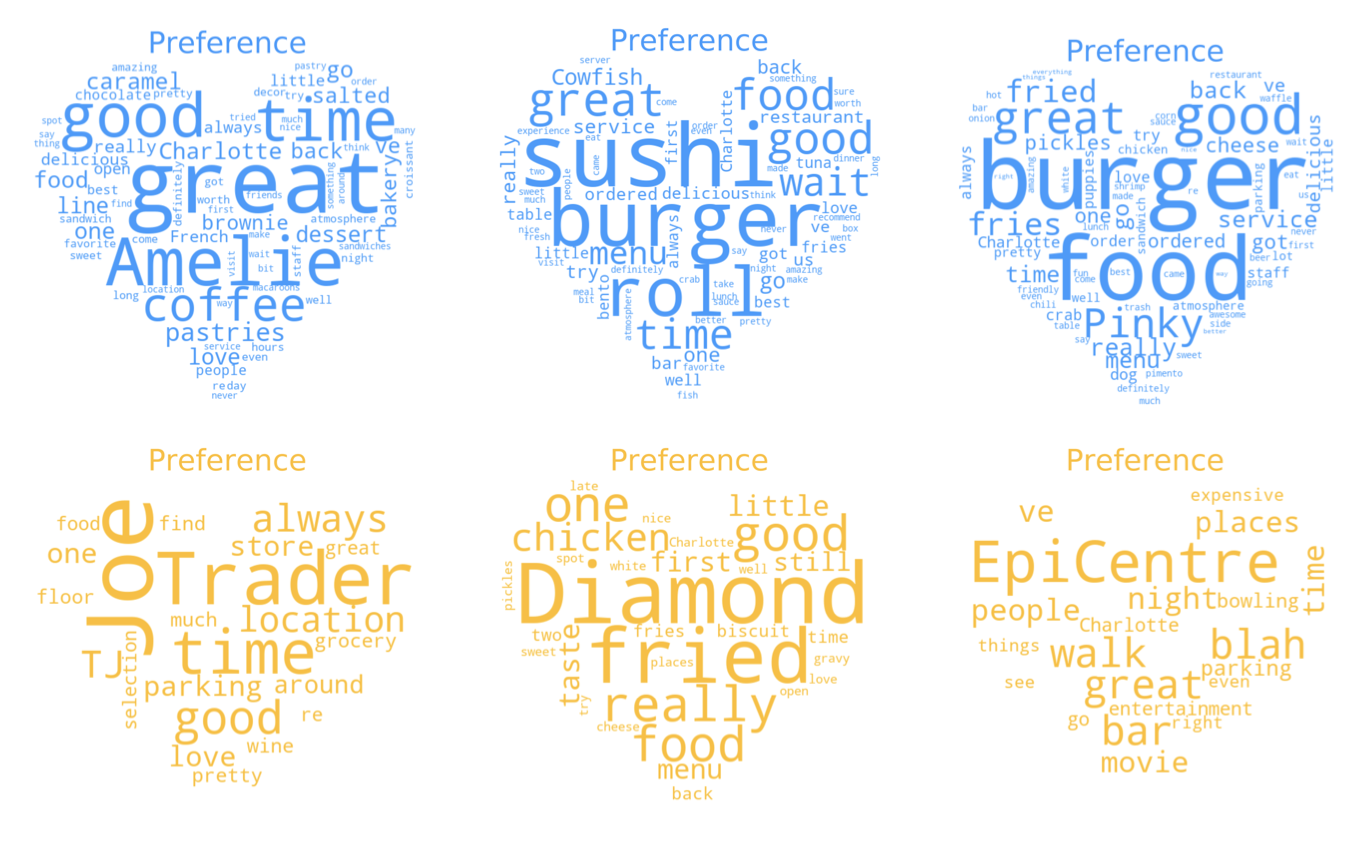 Preference
amazing pastry go
caramel little order
chocolate pretty decor try salted
good time
spot tried much many
say always nice
thing really Charlotte back think ve
delicious open
food best great
definitely got friends something around bakery croissant
line find worth first
sandwich brownie atmosphere
one French make dessert
favorite come sandwiches
sweet Amelie visit wait staff night
bit
location macaroons
long coffee way well
pastries
service hours
love even
people
reday
never
Preference
server back
Cowfish something
great come food sure
worth
restaurant
experience service first order even Charlotte good
really eat
two sushi tuna dinner long
sweet came people wait
much ordered delicious think
table burger love
recommend
nice never ve box
fresh always went
little menu say got us fries
visit
try definitely night amazing
meal bento crab take go make
bit roll lunch best
atmosphere sauce
better pretty
time
bar one
favorite
well
fish
Preference
everything restaurant
things fried back ve
hot waffle
bar great corn good
onion sauce
pickles try cheese wait delicious little
always chicken nice
burger
right amazing white puppies love parking eat
shrimp re us
made
fries one go sandwich service
lunch never
Charlotte order ordered got first
pretty beer lot
time fun food best came way staff
come going
friendly
even well
chili trash atmosphere
crab Pinky awesome
table side
say really better
menu sweet
dog pimento
definitely
much
Preference
Joe
food find always
one store great
Trader
floor much location
time grocery
TJ selection
parking around
good re
wine
love
pretty
Preference
late
one little
nice
chicken Charlotte good
spot first still
white well
pickles Diamond
two taste fries biscuit time
sweet fried gravy
places
love
try really open
cheese
food
menu
back
Preference
expensive
ve places
EpiCentre time
people night bowling
Charlotte
things walk blah
parking
see great even
entertainment
go bar right
movie